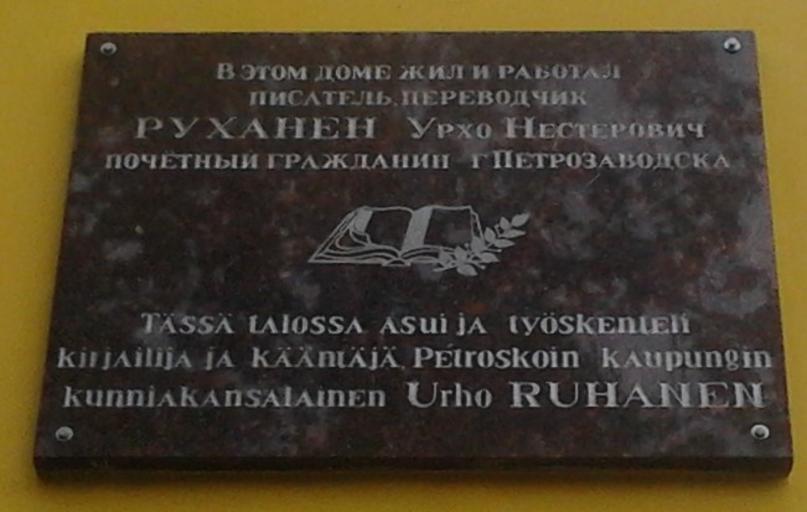 В ЭТОМ ДОМЕ ЖИЛ И РАБОТАЛ
ПИСАТЕЛЬ, ПЕРЕВОДЧИК
РУХАНЕН Урхо Нестерович
ПОЧЁТНЫЙ ГРАЖДАНИН г ПЕТРОЗАВОДСКА
Tässä talossa asui ja työskenteli
kirjailija ja kääntäjä, Petroskoin kaupungin
kunniakansalainen Urho RUHANEN